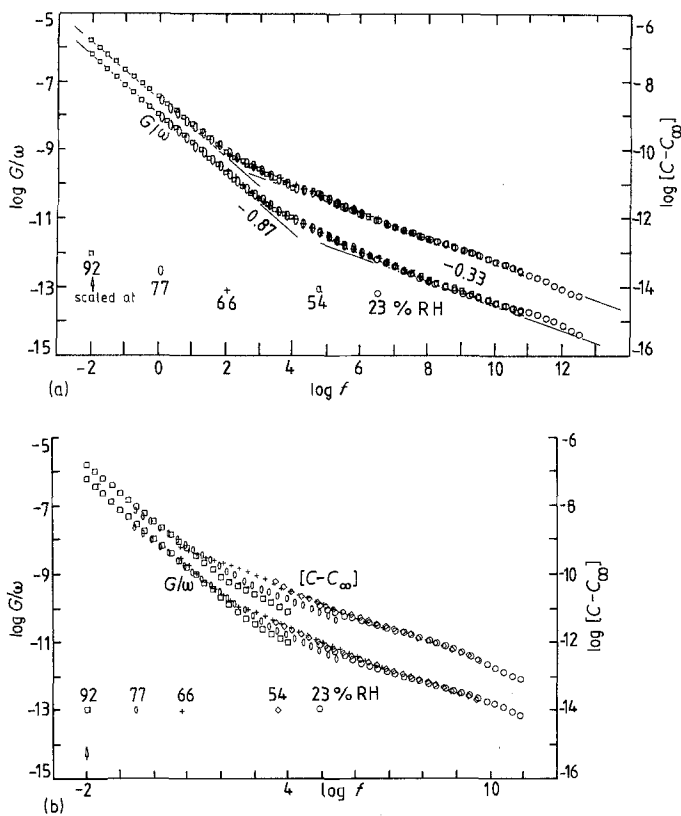 -5
-7
-9
-11
-13
-15
log G/ω
-6
-8
-10
-12
-14
-16
log [C-C∞]
G/ω
-0.87
-0.33
92
scaled at
77
66
54
23 % RH
-2 0 2 4 6 8 10 12
(a)
log f
-5
-7
-9
-11
-13
-15
log G/ω
-6
-8
-10
-12
-14
-16
log [C-C∞]
[C-C∞]
G/ω
92 77 66 54 23 % RH
-2 4 10
log f
(b)